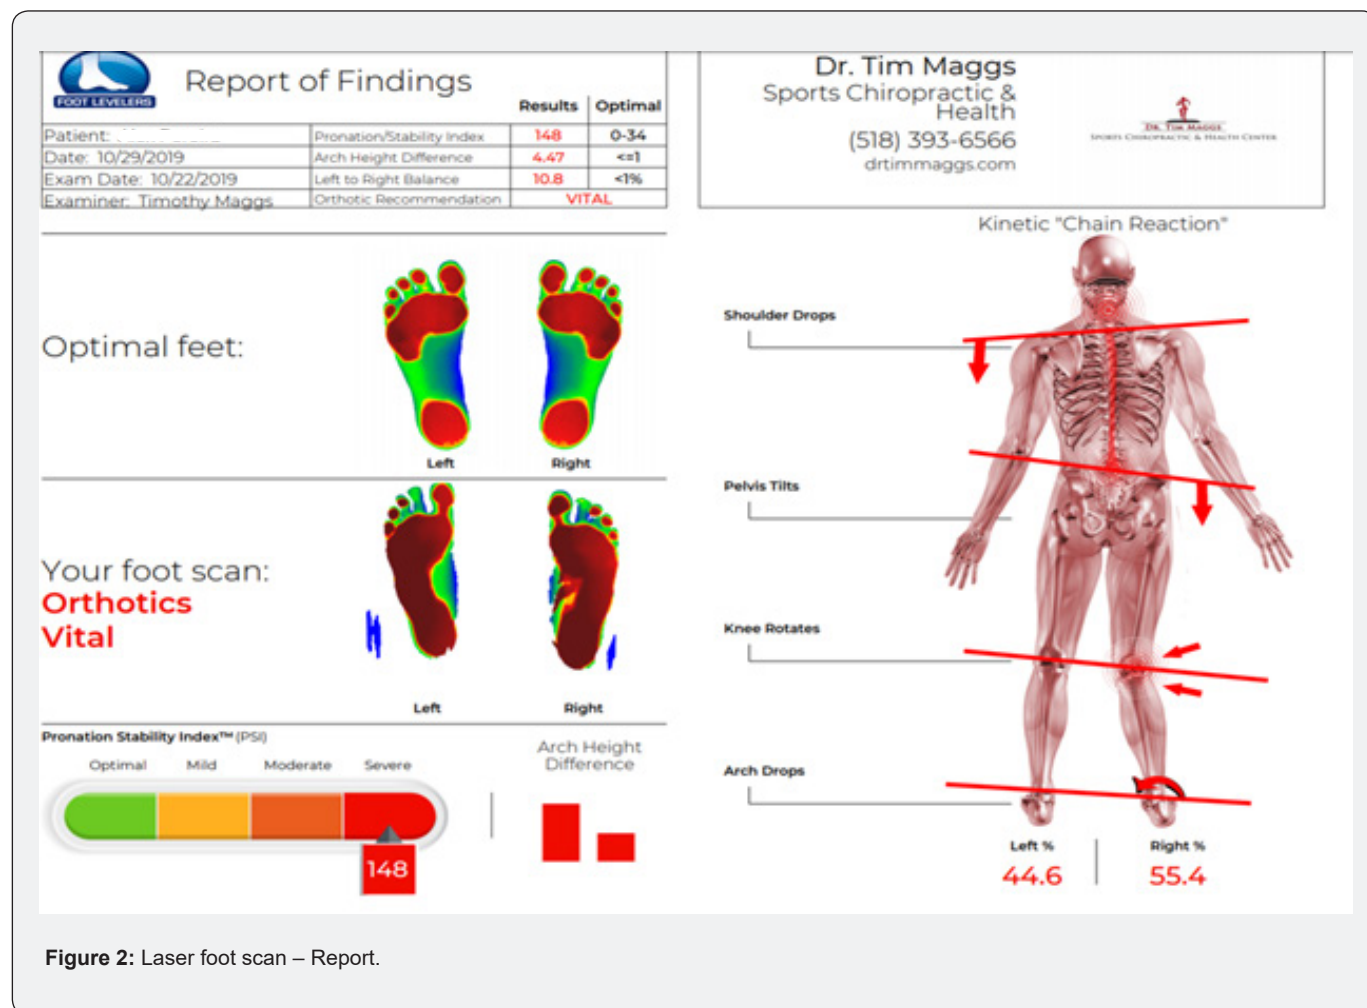 FOOT LEVELERS
Report of Findings
Results Optimal
Patient:
Pronation/Stability Index 148 0-34
Date: 10/29/2019
Arch Height Difference 4.47 <=1
Exam Date: 10/22/2019
Left to Right Balance 10.8 <1%
Examiner: Timothy Maggs
Orthotic Recommendation VITAL
Dr. Tim Maggs
Sports Chiropractic &
Health
(518) 393-6566
drtimmaggs.com
DR. TIM MAGGS
SPORTS CHIROPRACTIC & HEALTH CENTER
Optimal feet:
Left Right
Your foot scan:
Orthotics
Vital
Left Right
Pronation Stability Index™ (PSI)
Optimal Mild Moderate Severe
148
Arch Height
Difference
Kinetic "Chain Reaction"
Shoulder Drops
Pelvis Tilts
Knee Rotates
Arch Drops
Left % Right %
44.6 55.4
Figure 2: Laser foot scan – Report.